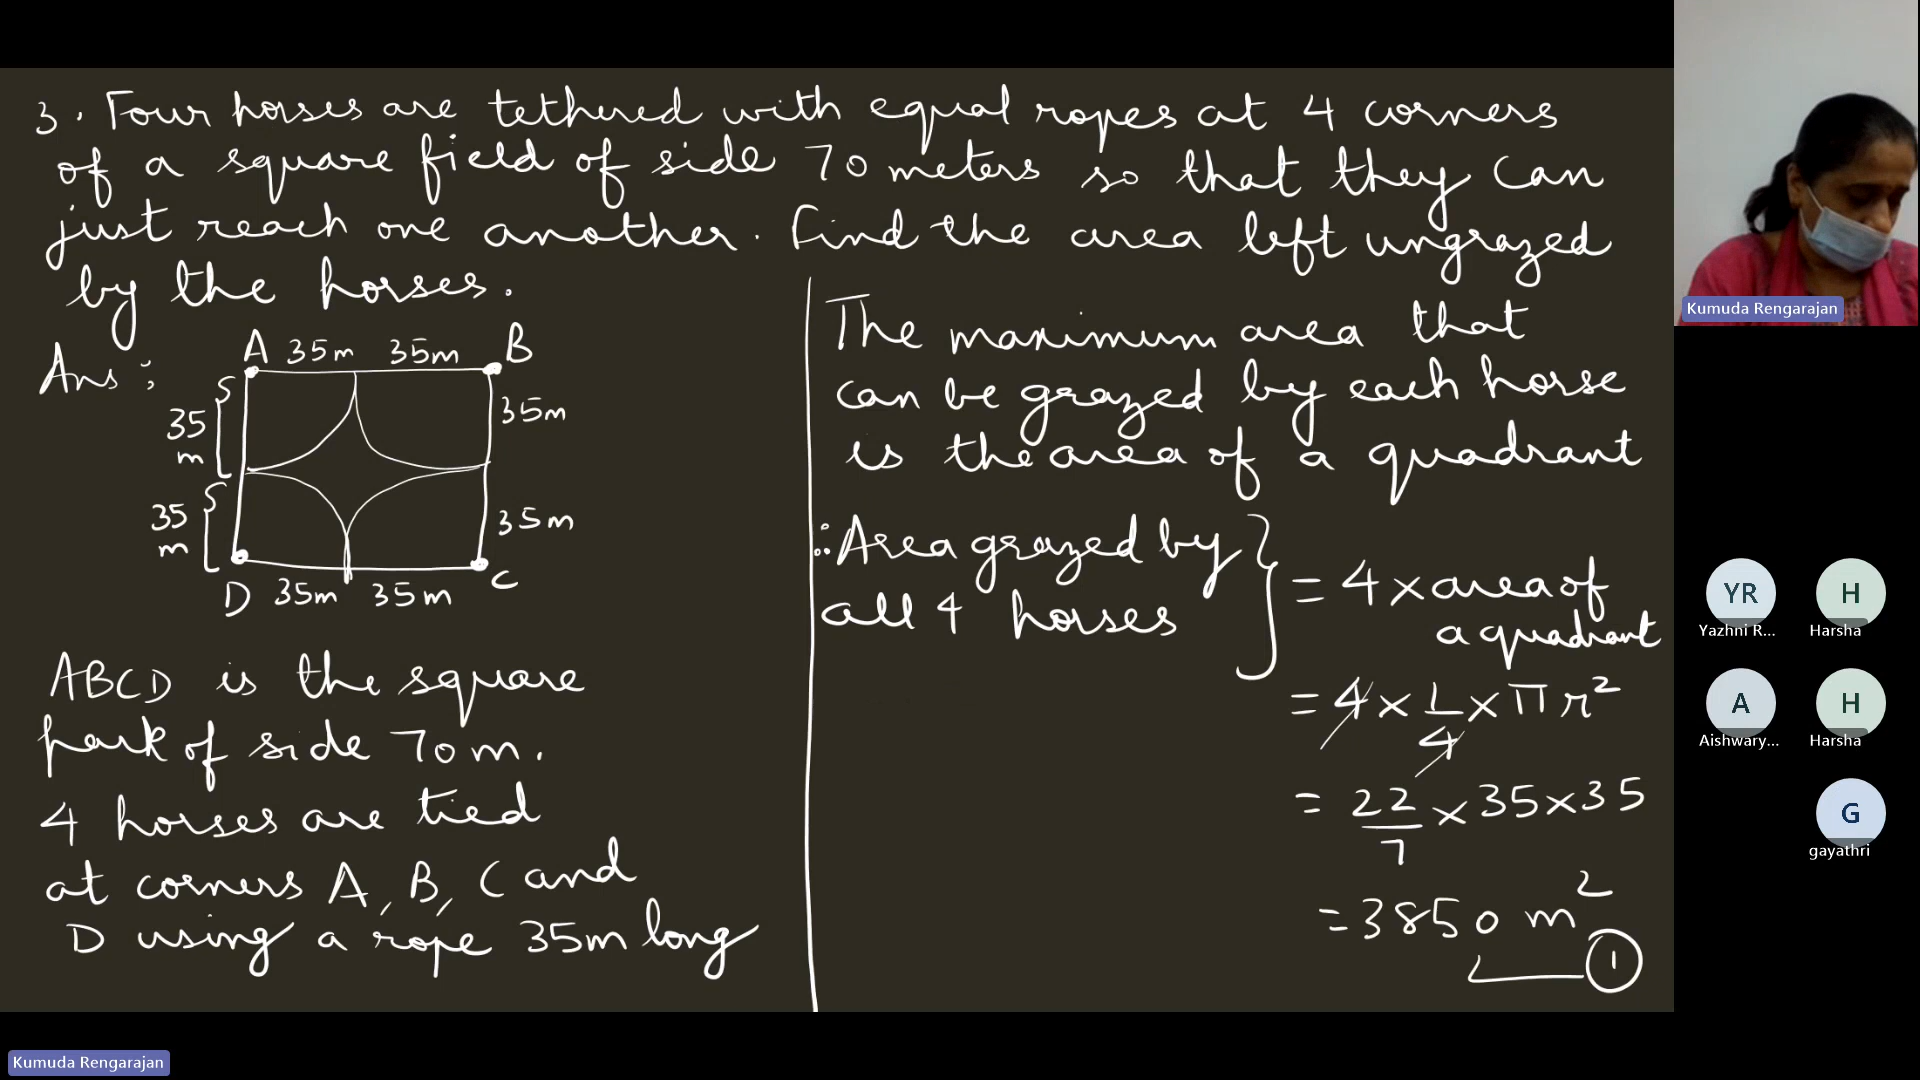 3. Four horses are tethered with equal ropes at 4 corners
of a square field of side 70 meters so that they can
just reach one another. Find the area left ungrazed
by the horses.
Ans :
A 35m 35m B
35 m
35m
35 m
35m
D 35m 35m C
ABCD is the square
park of side 70 m.
4 horses are tied
at corners A, B, C and
D using a rope 35m long
The maximum area that
can be grazed by each horse
is the area of a quadrant
∴ Area grazed by
all 4 horses
= 4 × area of
a quadrant
= 4 × 1/4 × π r²
= 22/7 × 35 × 35
= 3850 m²
①
Kumuda Rengarajan
YR
Yazhni R...
H
Harsha
A
Aishwary...
H
Harsha
G
gayathri
Kumuda Rengarajan